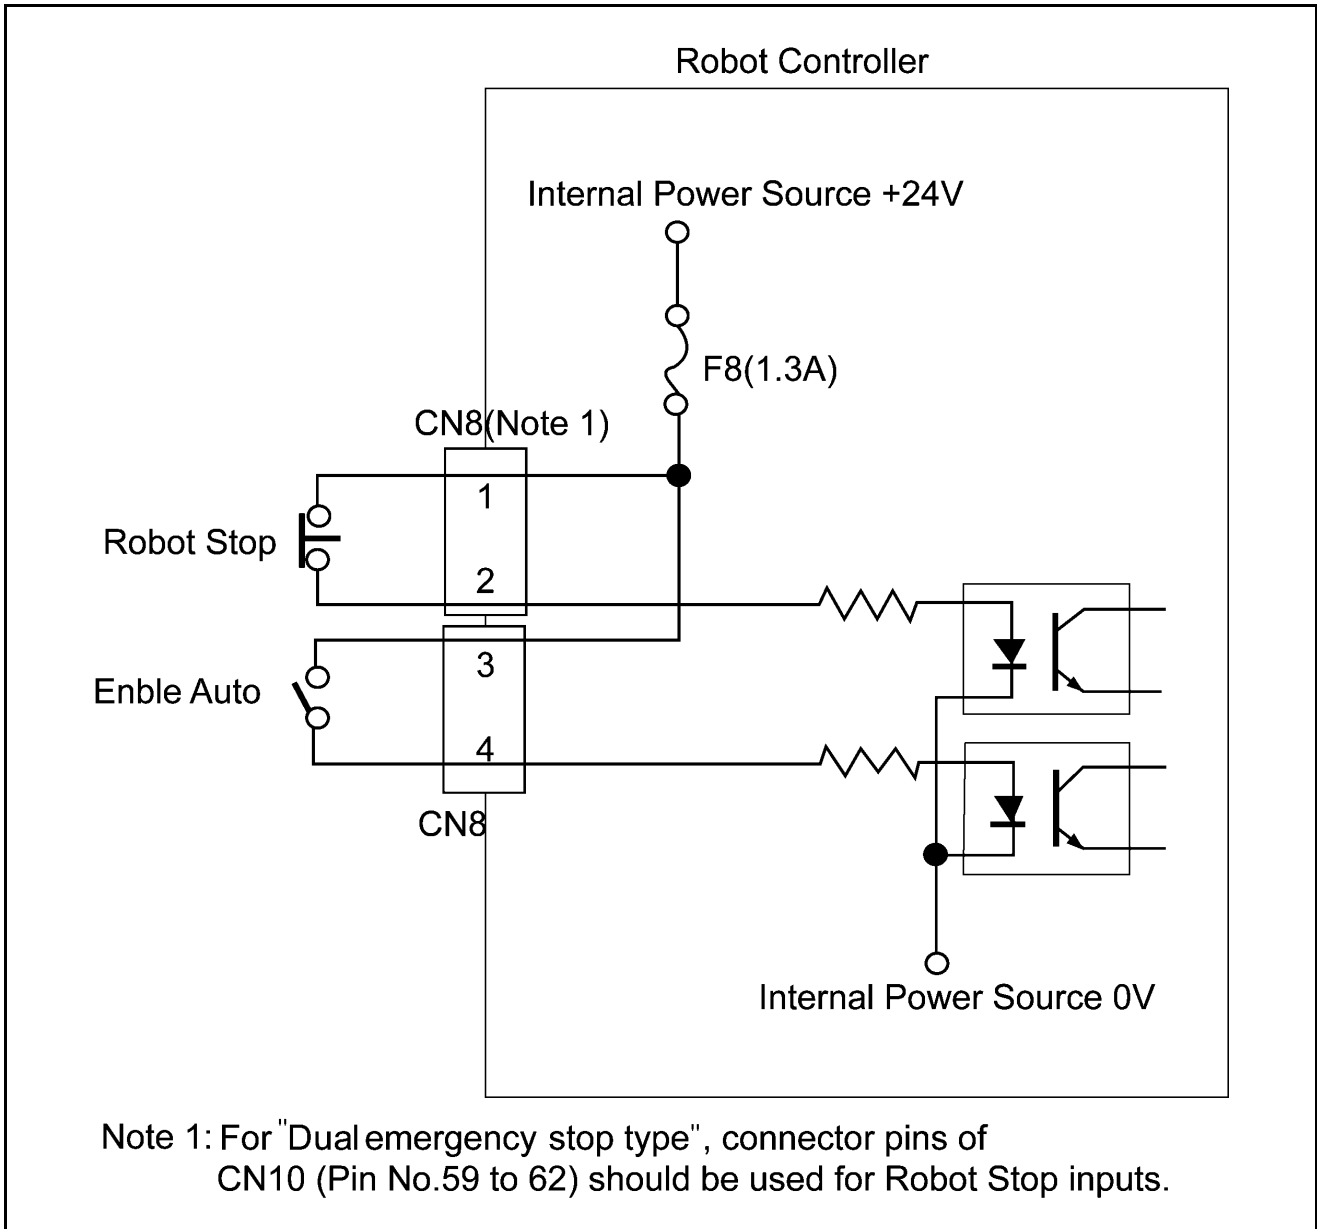 Robot Controller
Internal Power Source +24V
F8(1.3A)
CN8(Note 1)
1
Robot Stop
2
3
Enble Auto
4
CN8
Internal Power Source 0V
Note 1: For "Dual emergency stop type", connector pins of
CN10 (Pin No.59 to 62) should be used for Robot Stop inputs.